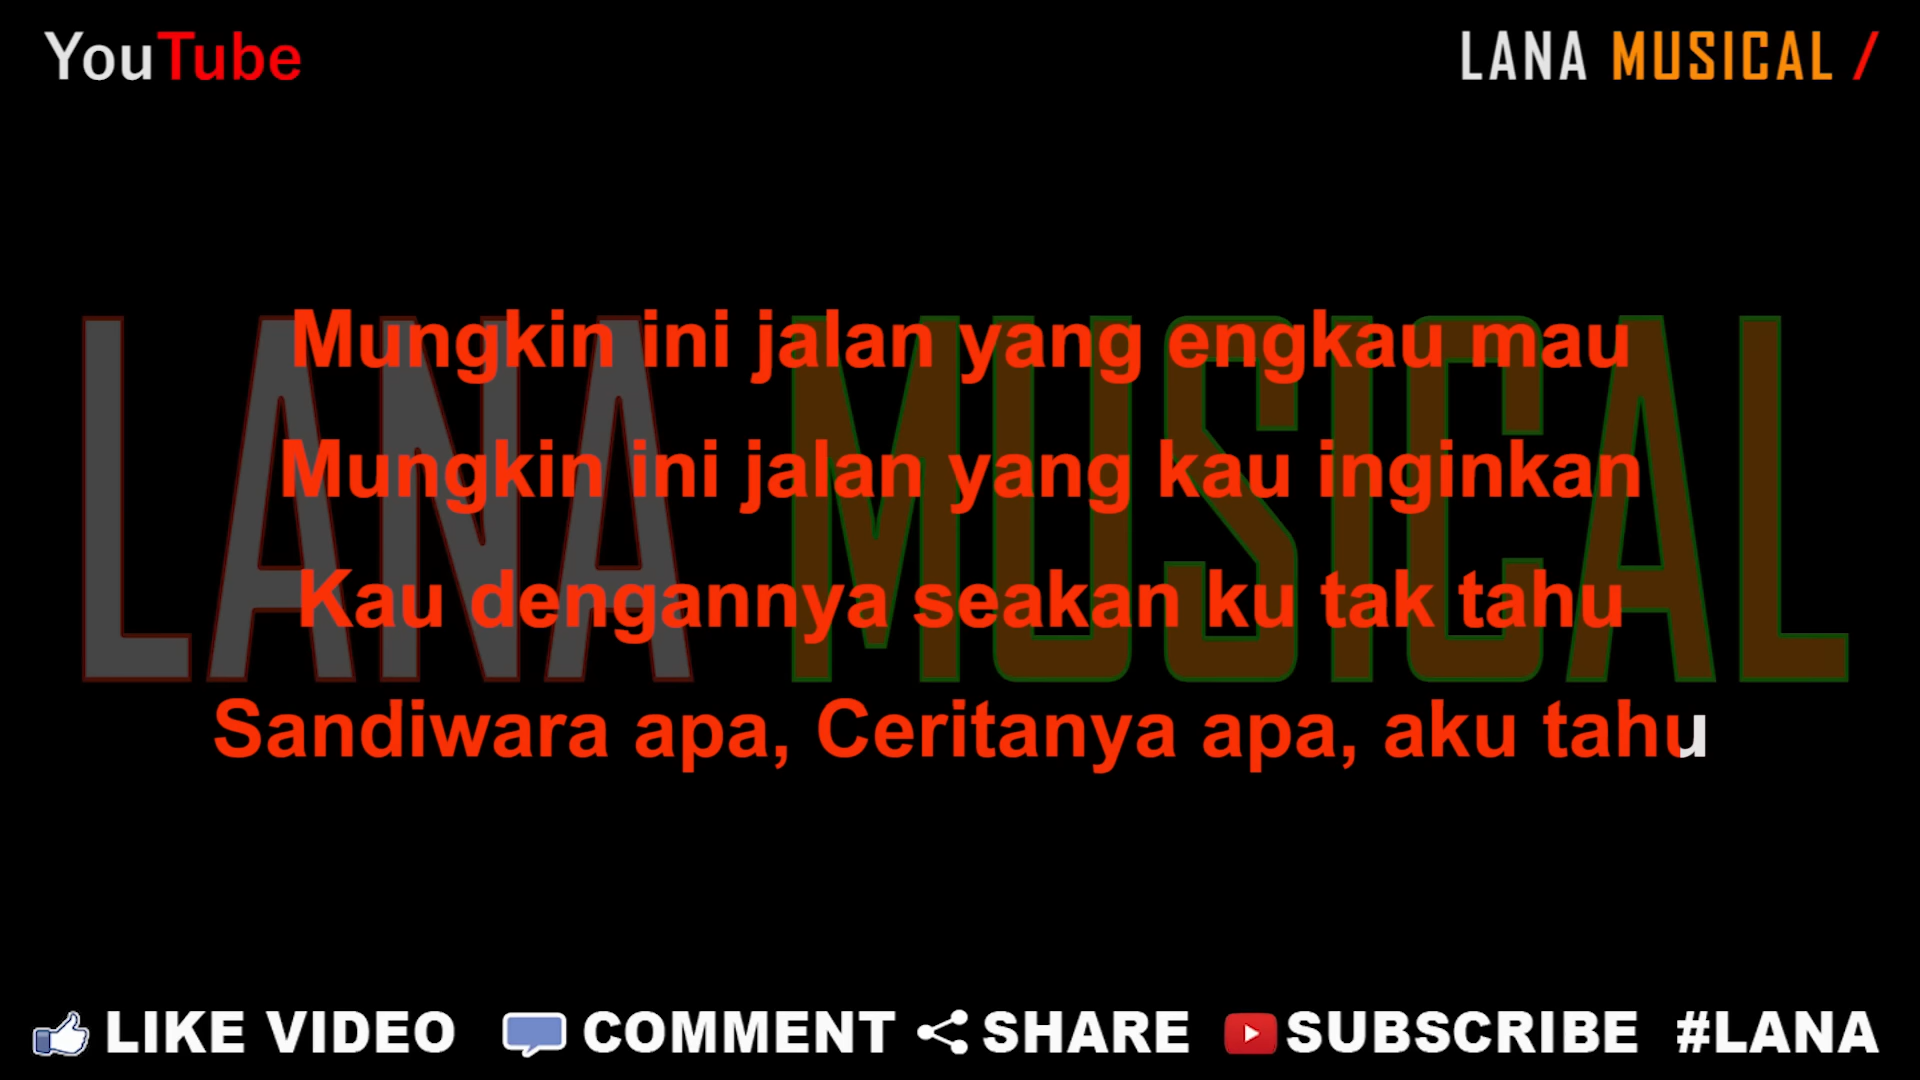 YouTube
LANA MUSICAL /
LANA MUSICAL
Mungkin ini jalan yang engkau mau
Mungkin ini jalan yang kau inginkan
Kau dengannya seakan ku tak tahu
Sandiwara apa, Ceritanya apa, aku tahu
LIKE VIDEO COMMENT SHARE SUBSCRIBE #LANA